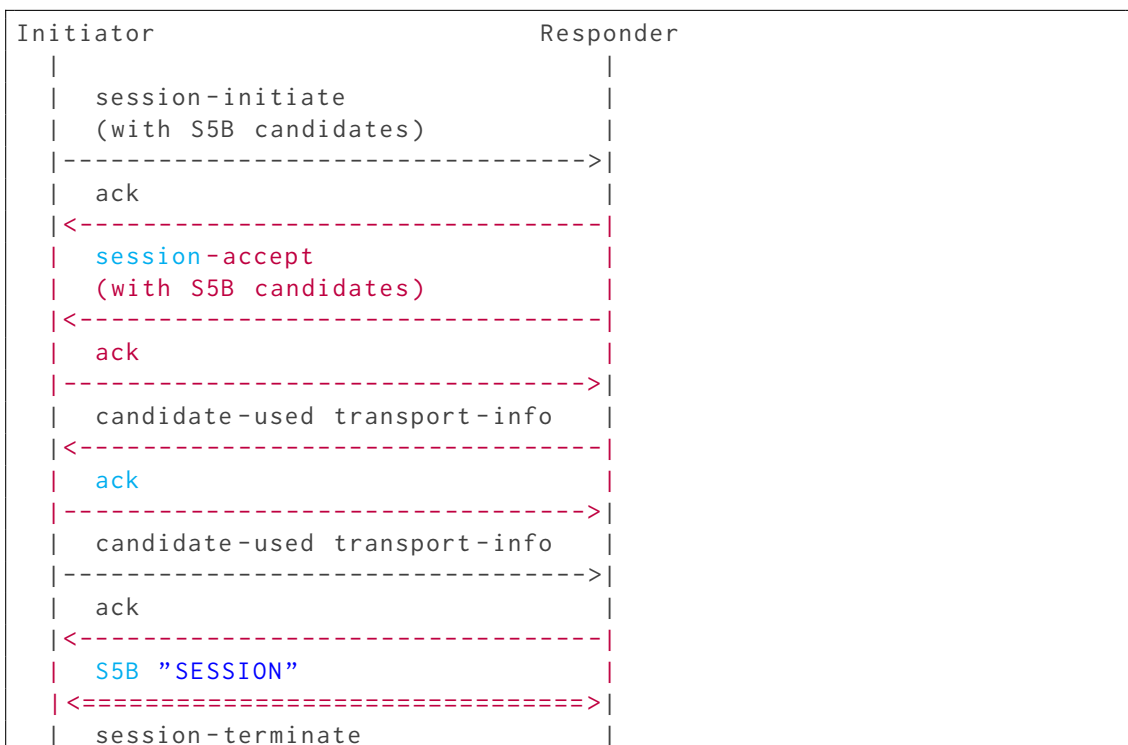 Initiator                        Responder
  |                                  |
  |  session-initiate                |
  |  (with S5B candidates)           |
  |--------------------------------->|
  |  ack                             |
  |<---------------------------------|
  |  session-accept                  |
  |  (with S5B candidates)           |
  |<---------------------------------|
  |  ack                             |
  |--------------------------------->|
  |  candidate-used transport-info   |
  |<---------------------------------|
  |  ack                             |
  |--------------------------------->|
  |  candidate-used transport-info   |
  |--------------------------------->|
  |  ack                             |
  |<---------------------------------|
  |  S5B ”SESSION”                   |
  |<================================>|
  |  session-terminate               |